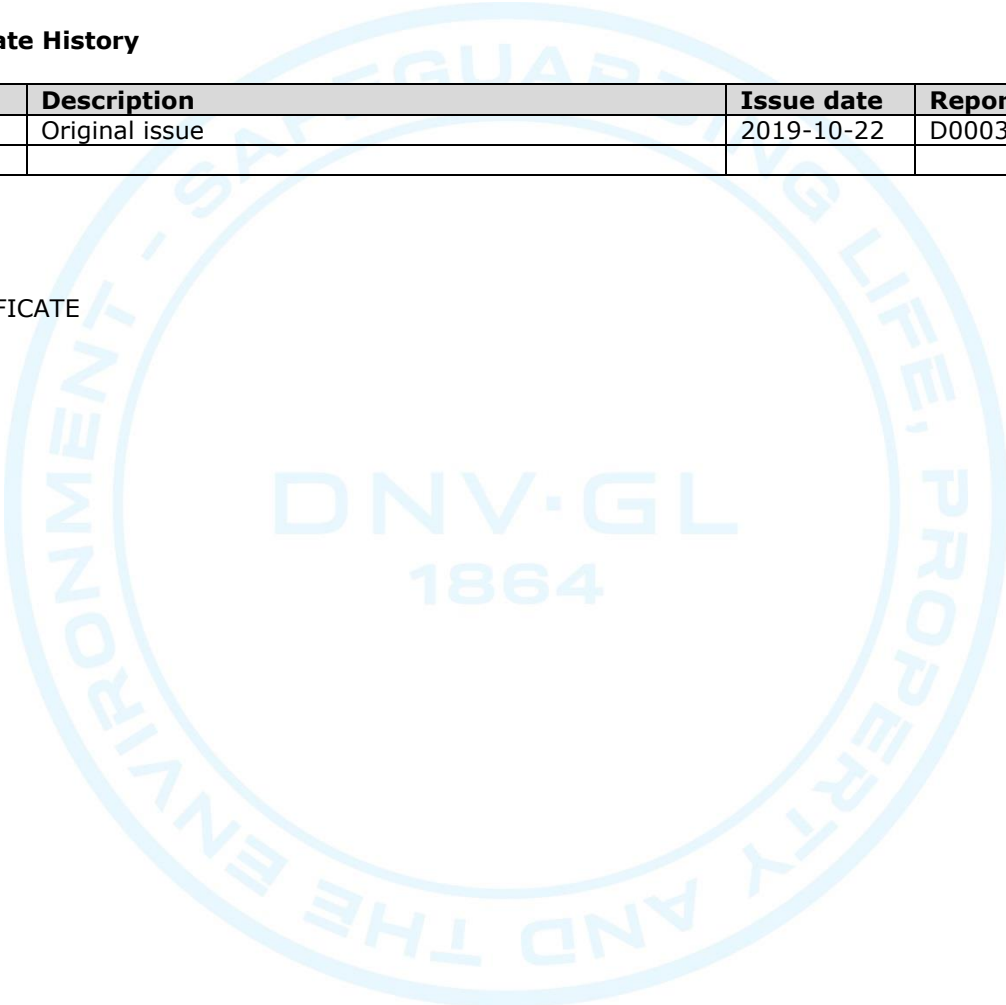 ate History
Description Issue date Repor
Original issue 2019-10-22 D0003
FICATE
SAFEGUARDING LIFE, PROPERTY AND THE ENVIRONMENT -
DNV·GL
1864